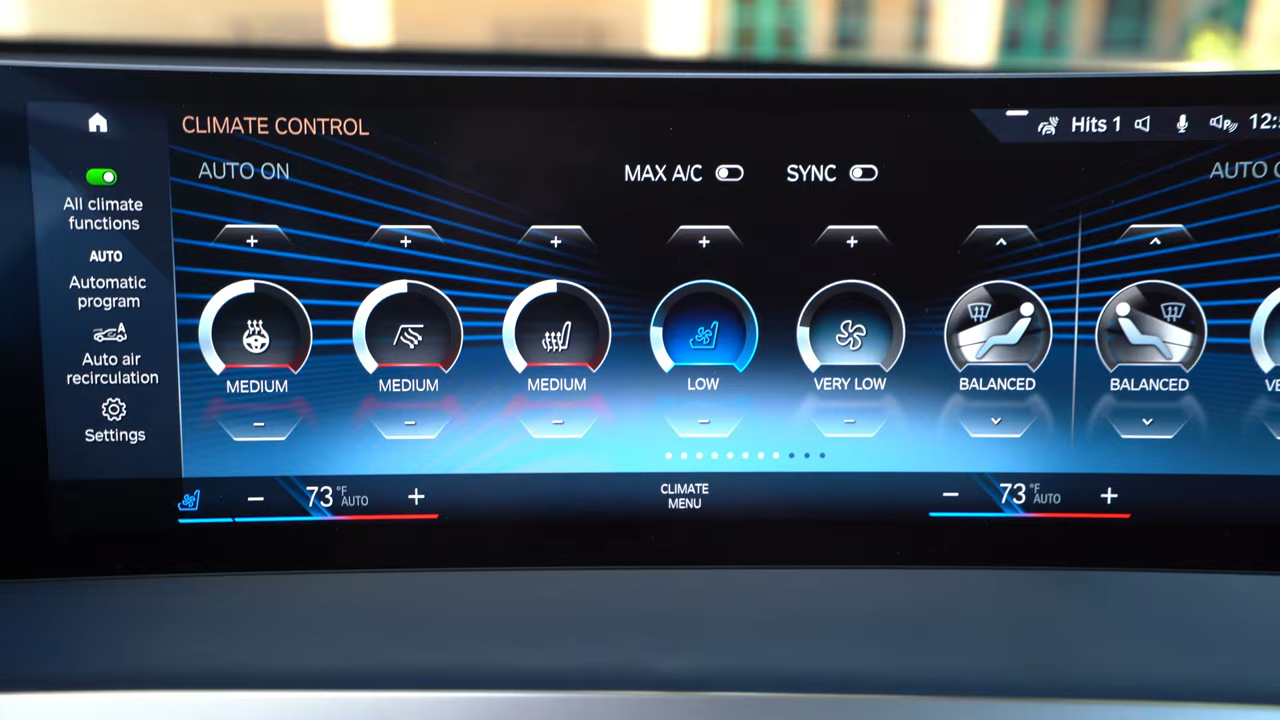 CLIMATE CONTROL
Hits 1
AUTO ON
MAX A/C
SYNC
AUTO
All climate
functions
AUTO
Automatic
program
Auto air
recirculation
Settings
MEDIUM
MEDIUM
MEDIUM
LOW
VERY LOW
BALANCED
BALANCED
73 °F AUTO
CLIMATE
MENU
73 °F AUTO